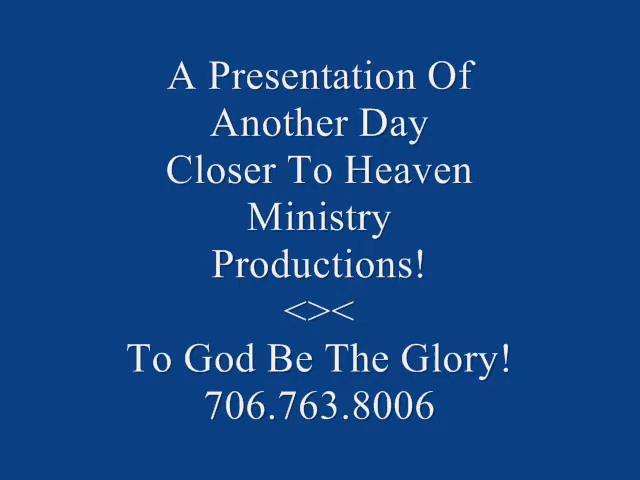 A Presentation Of
Another Day
Closer To Heaven
Ministry
Productions!
<><
To God Be The Glory!
706.763.8006